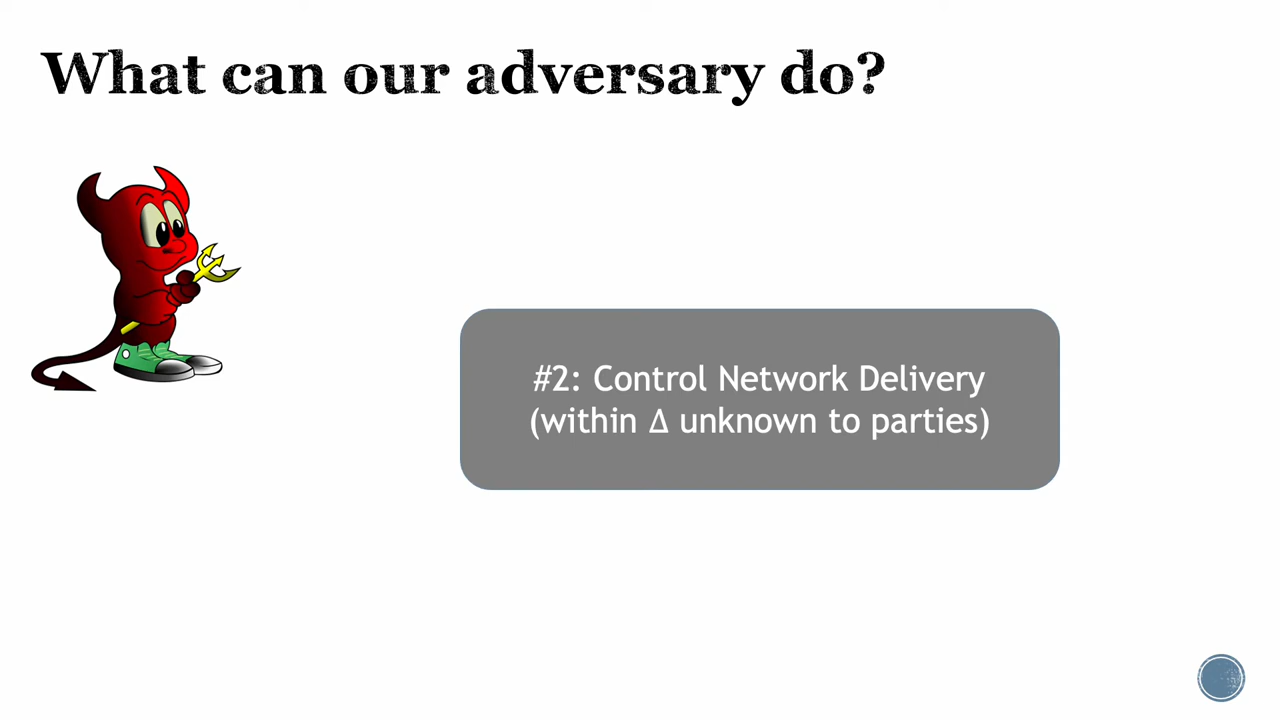 What can our adversary do?
#2: Control Network Delivery
(within Δ unknown to parties)